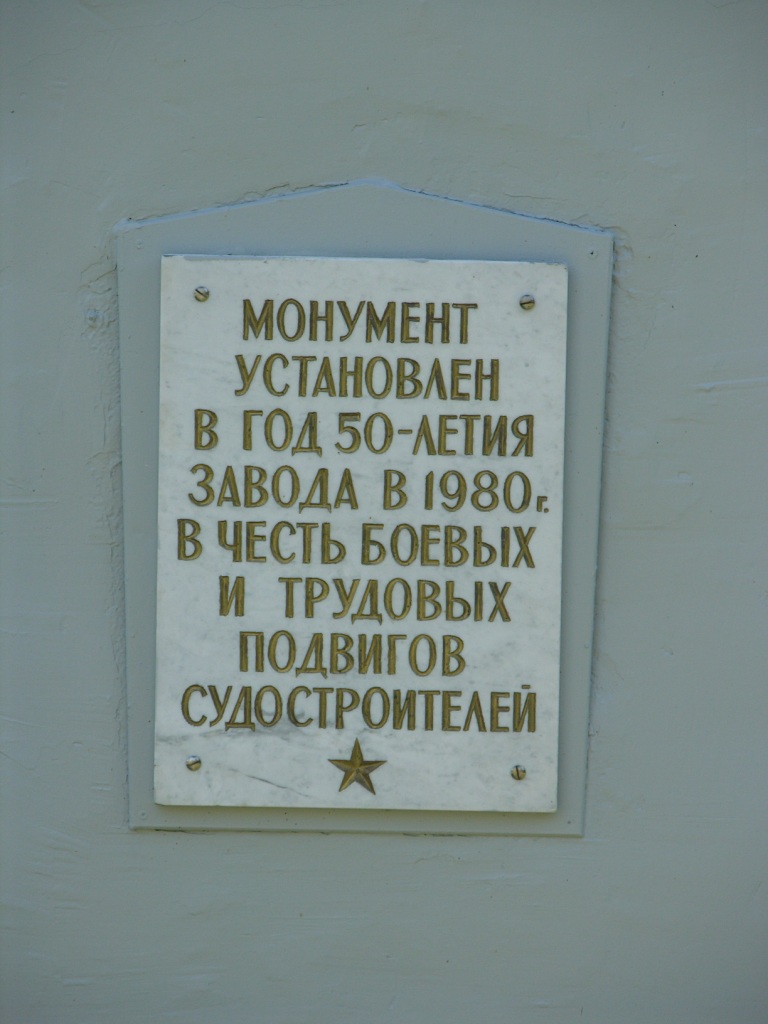 МОНУМЕНТ
УСТАНОВЛЕН
В ГОД 50-ЛЕТИЯ
ЗАВОДА В 1980г.
В ЧЕСТЬ БОЕВЫХ
И ТРУДОВЫХ
ПОДВИГОВ
СУДОСТРОИТЕЛЕЙ